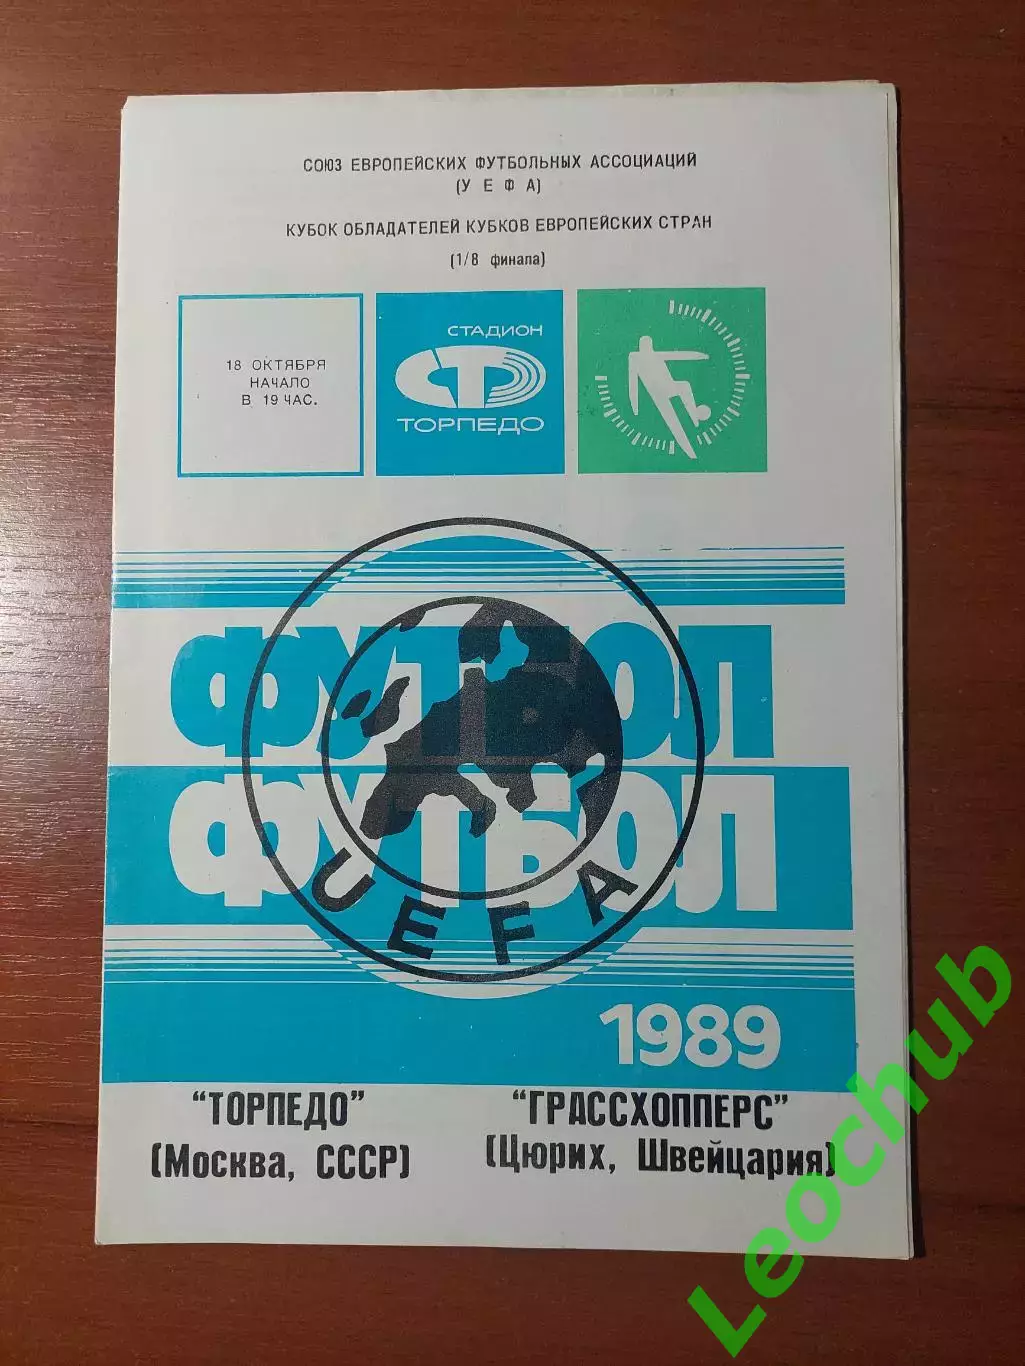 СОЮЗ ЕВРОПЕЙСКИХ ФУТБОЛЬНЫХ АССОЦИАЦИЙ
(У Е Ф А)
КУБОК ОБЛАДАТЕЛЕЙ КУБКОВ ЕВРОПЕЙСКИХ СТРАН
(1/8 финала)
18 ОКТЯБРЯ
НАЧАЛО
В 19 ЧАС.
СТАДИОН
ТОРПЕДО
ФУТБОЛ
ФУТБОЛ
UEFA
1989
"ТОРПЕДО"
(Москва, СССР)
"ГРАССХОППЕРС"
(Цюрих, Швейцария)
Leochub